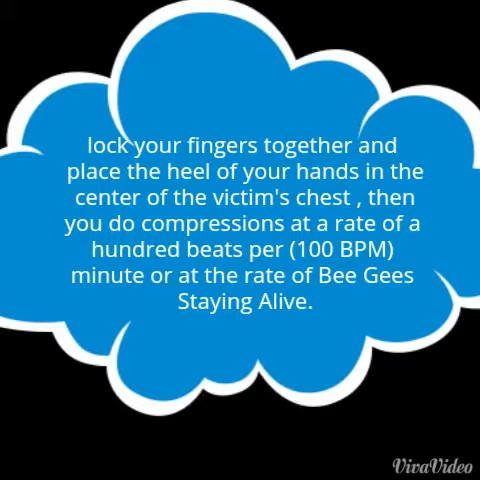 lock your fingers together and
place the heel of your hands in the
center of the victim's chest , then
you do compressions at a rate of a
hundred beats per (100 BPM)
minute or at the rate of Bee Gees
Staying Alive.
VivaVideo